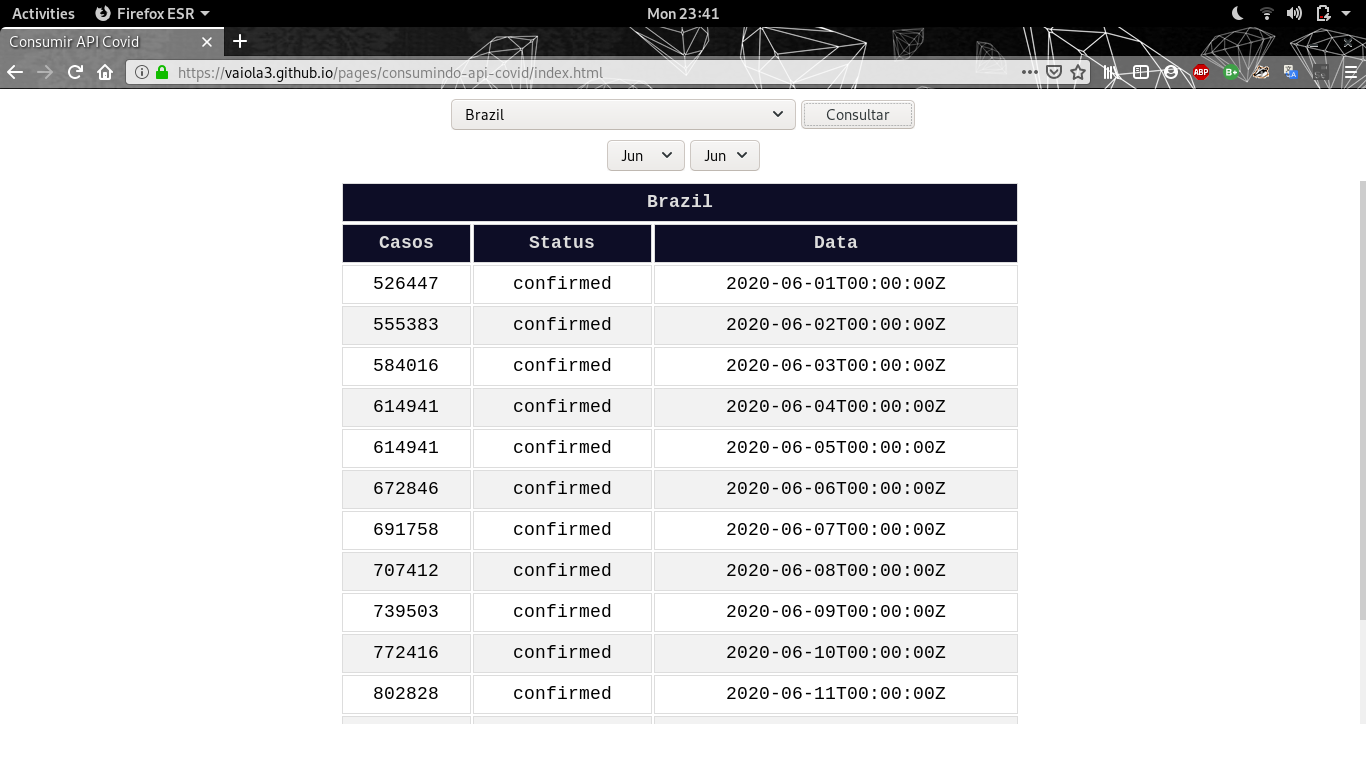 Activities Firefox ESR Mon 23:41
Consumir API Covid
https://vaiola3.github.io/pages/consumindo-api-covid/index.html ABP B+
Brazil Consultar
Jun Jun
Brazil
Casos Status Data
526447 confirmed 2020-06-01T00:00:00Z
555383 confirmed 2020-06-02T00:00:00Z
584016 confirmed 2020-06-03T00:00:00Z
614941 confirmed 2020-06-04T00:00:00Z
614941 confirmed 2020-06-05T00:00:00Z
672846 confirmed 2020-06-06T00:00:00Z
691758 confirmed 2020-06-07T00:00:00Z
707412 confirmed 2020-06-08T00:00:00Z
739503 confirmed 2020-06-09T00:00:00Z
772416 confirmed 2020-06-10T00:00:00Z
802828 confirmed 2020-06-11T00:00:00Z